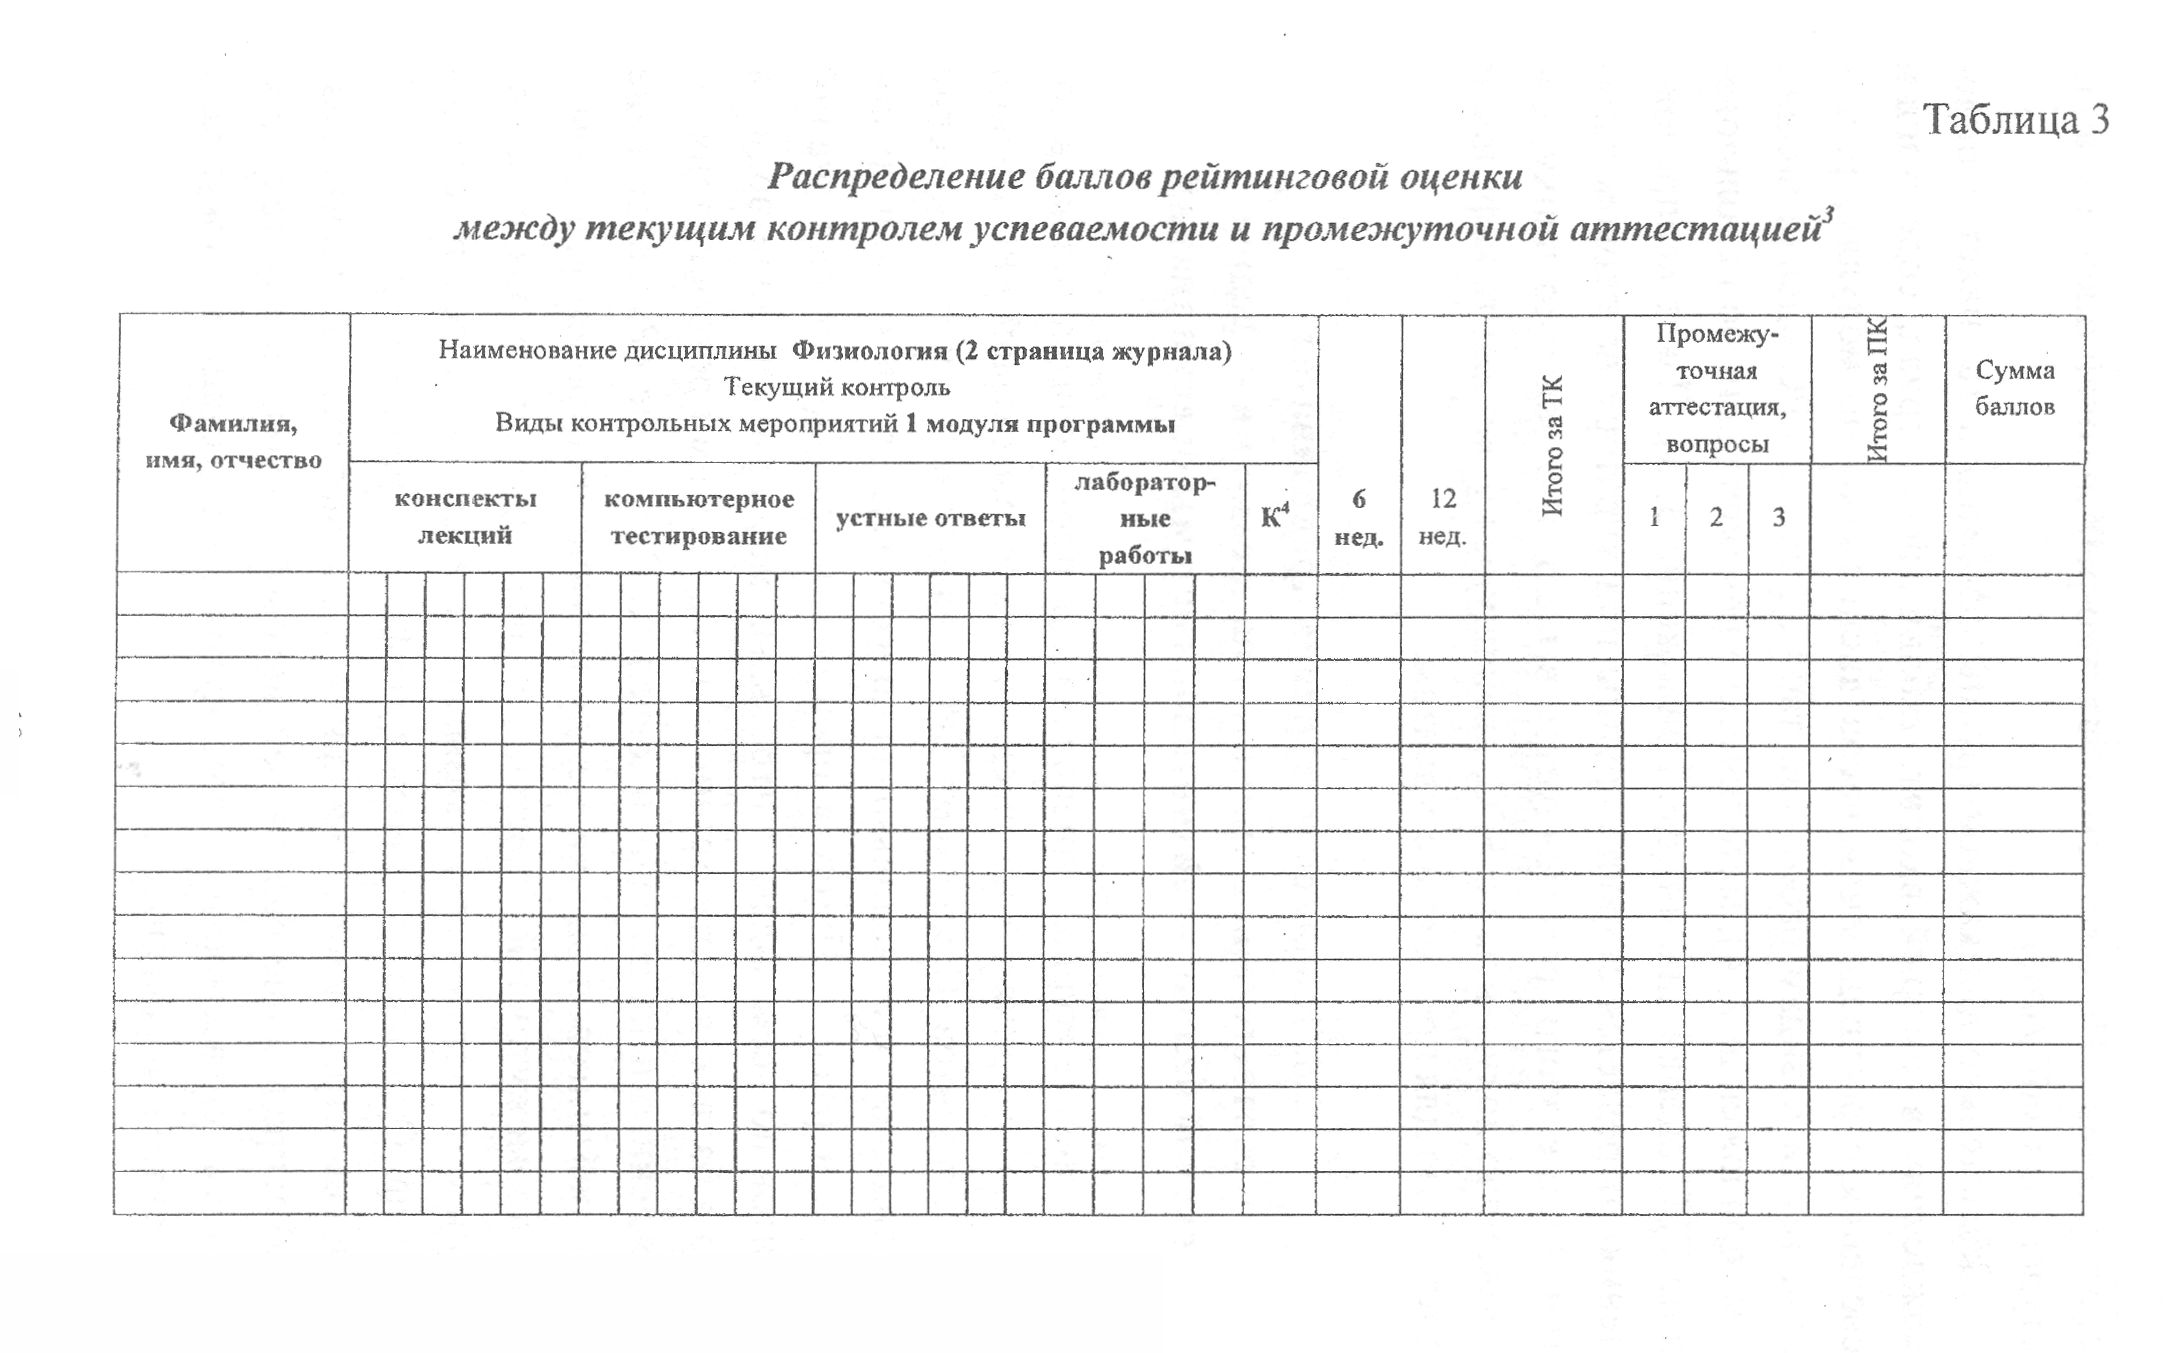 Таблица 3
Распределение баллов рейтинговой оценки
между текущим контролем успеваемости и промежуточной аттестацией³
Фамилия,
имя, отчество
Наименование дисциплины Физиология (2 страница журнала)
Текущий контроль
Виды контрольных мероприятий 1 модуля программы
конспекты
лекций
компьютерное
тестирование
устные ответы
лаборатор-
ные
работы
К⁴
6
нед.
12
нед.
Итого за ТК
Промежу-
точная
аттестация,
вопросы
1
2
3
Итого за ПК
Сумма
баллов